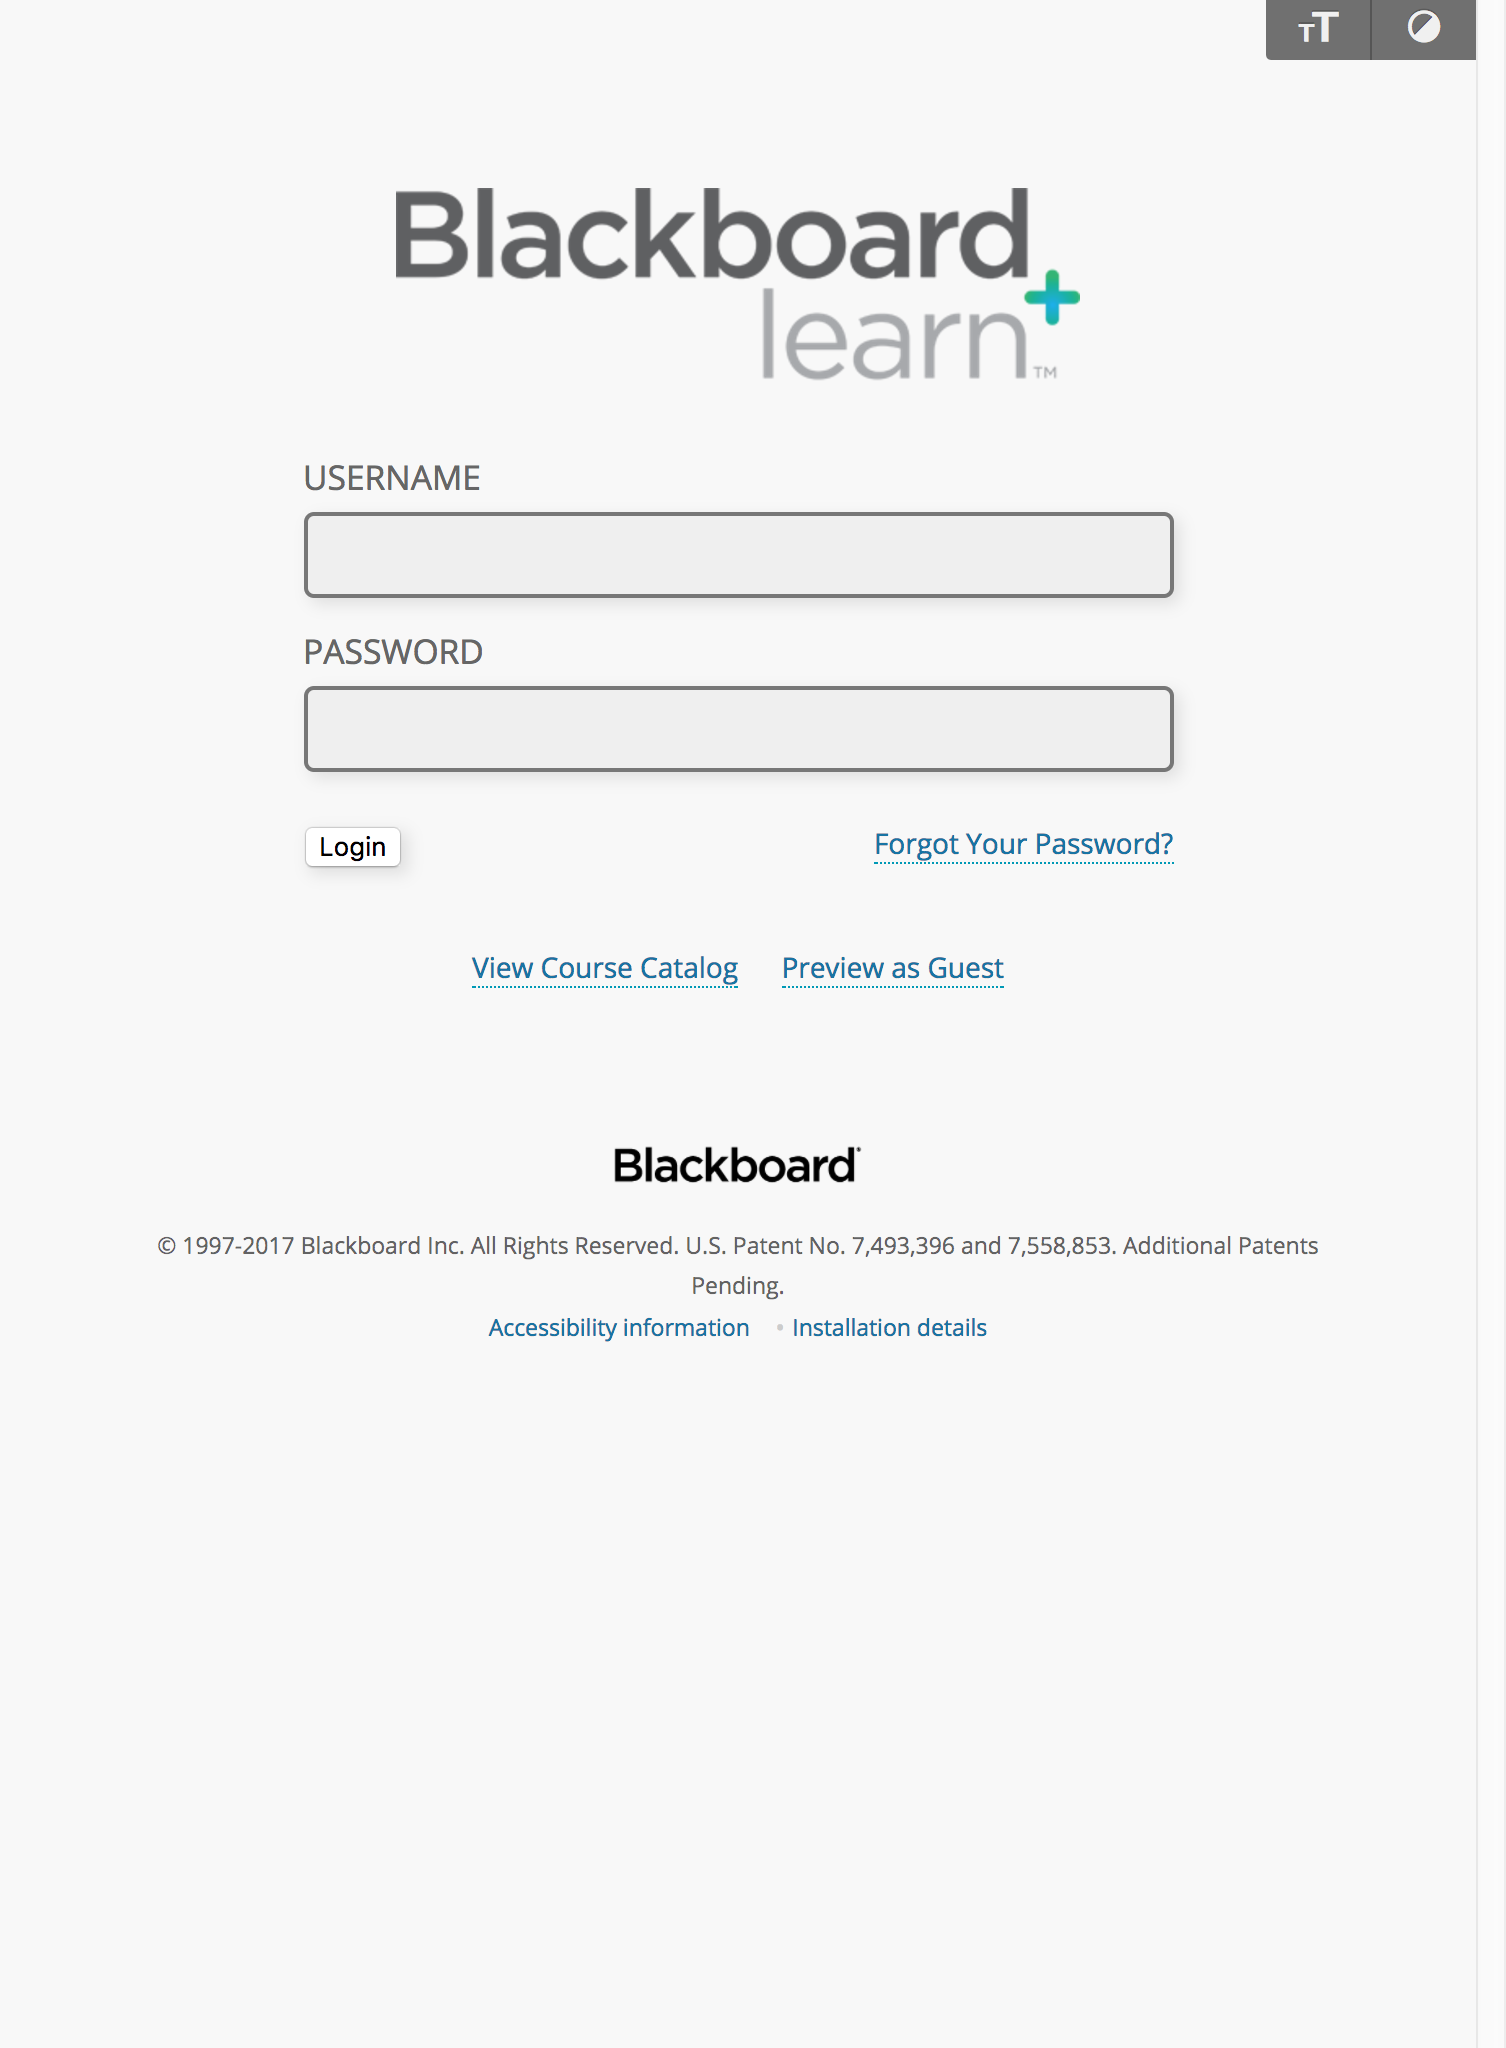 TT
Blackboard
learn™
USERNAME
PASSWORD
Login
Forgot Your Password?
View Course Catalog
Preview as Guest
Blackboard
© 1997-2017 Blackboard Inc. All Rights Reserved. U.S. Patent No. 7,493,396 and 7,558,853. Additional Patents
Pending.
Accessibility information • Installation details